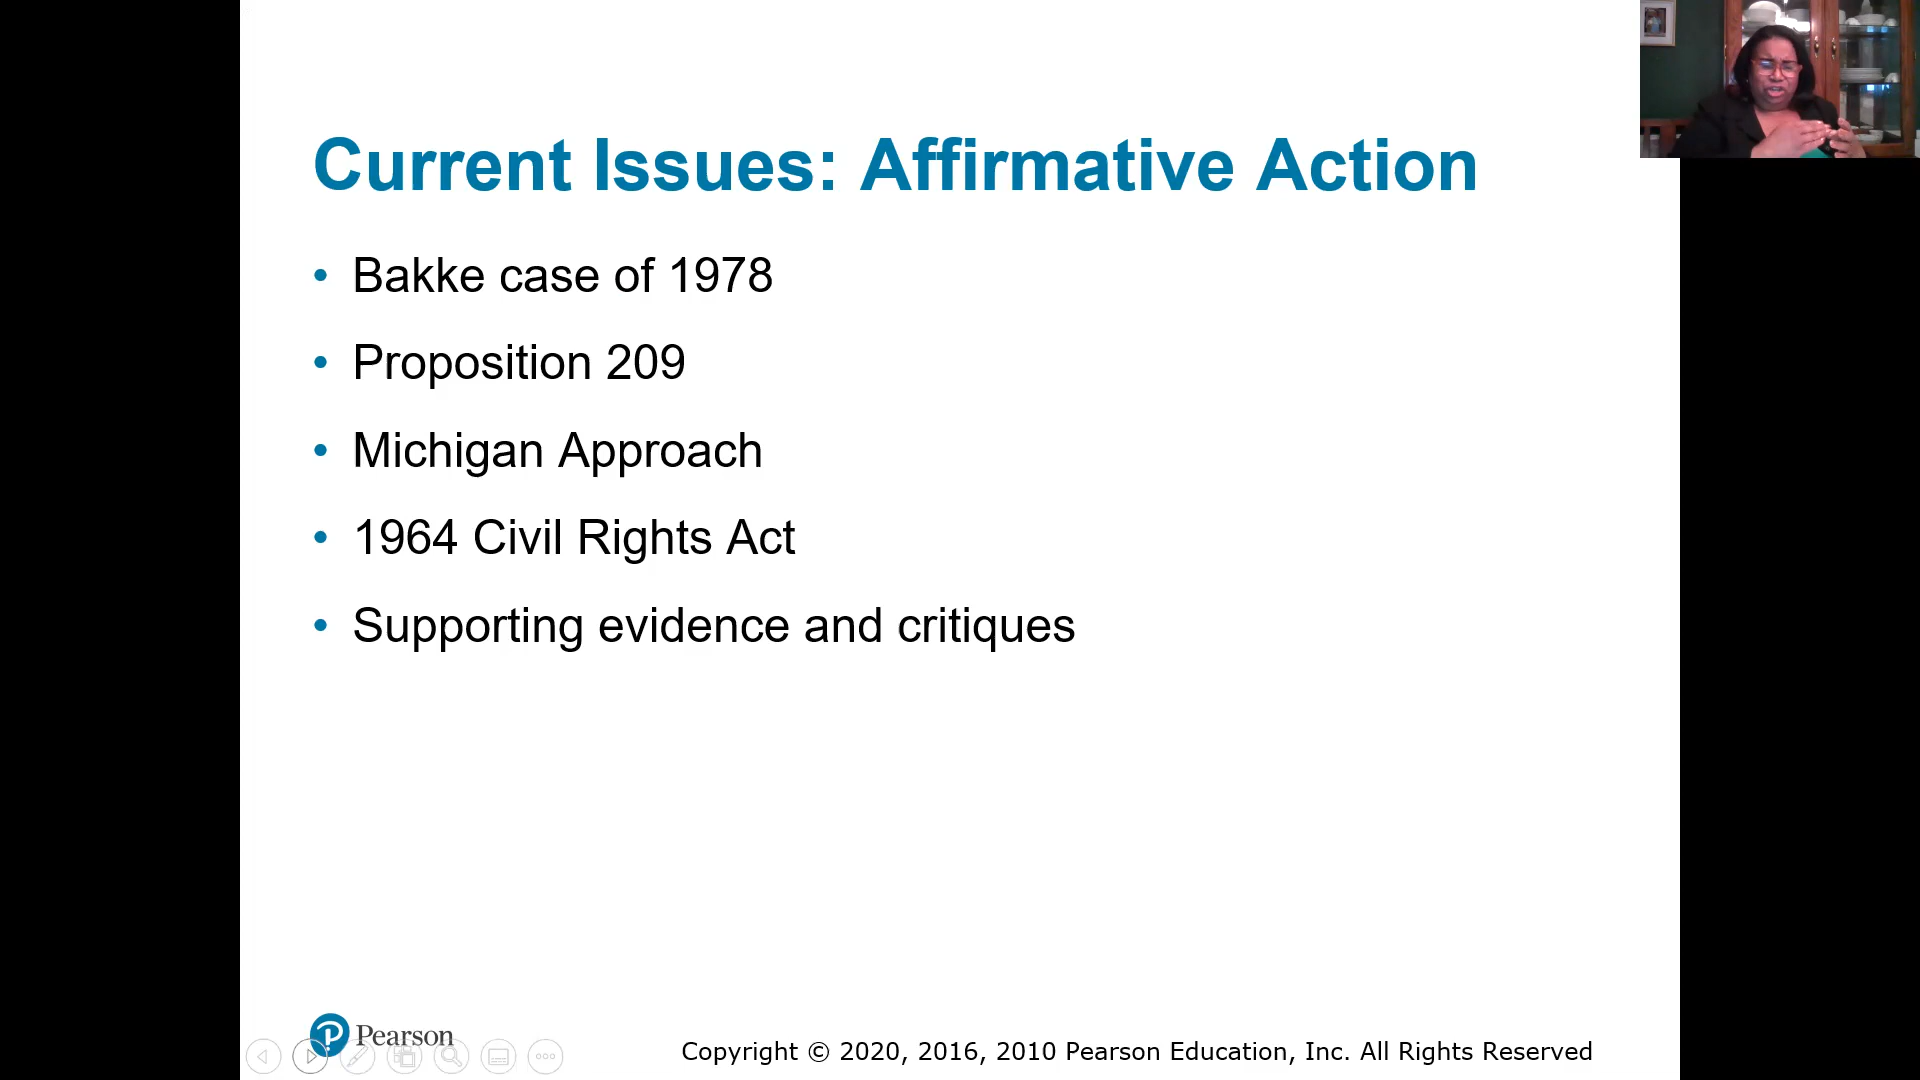 Current Issues: Affirmative Action
• Bakke case of 1978
• Proposition 209
• Michigan Approach
• 1964 Civil Rights Act
• Supporting evidence and critiques
Pearson
Copyright © 2020, 2016, 2010 Pearson Education, Inc. All Rights Reserved